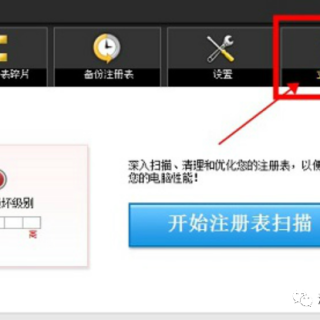 表碎片
备份注册表
设置
深入扫描、清理和优化您的注册表，以便
您的电脑性能！
坏级别
高
开始注册表扫描